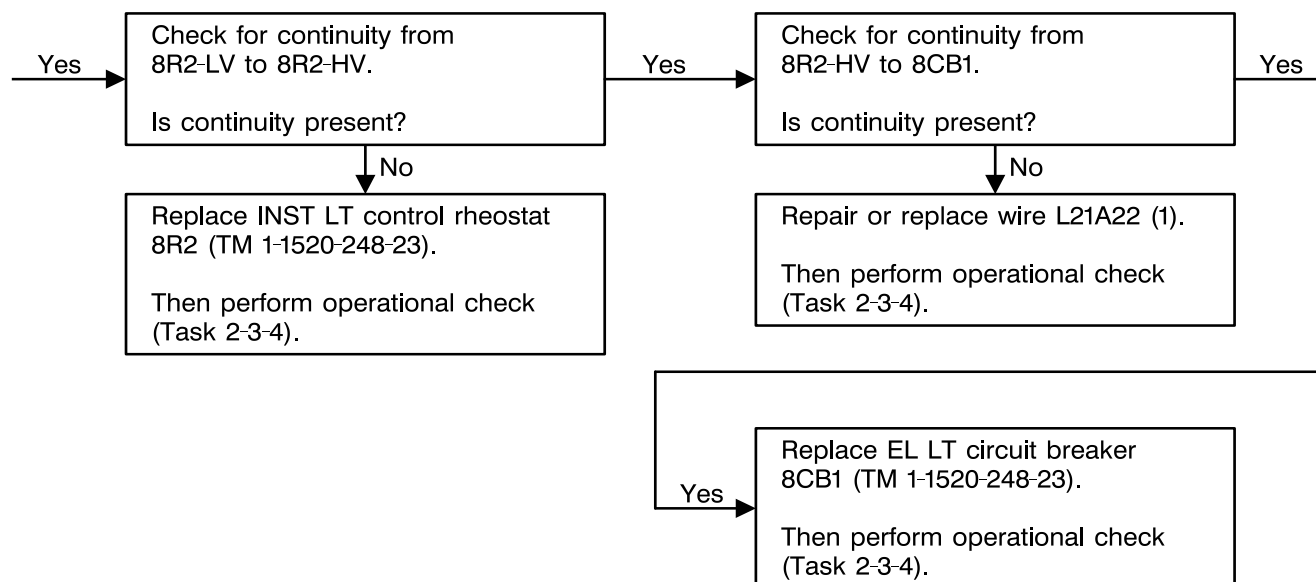 Yes
Check for continuity from
8R2-LV to 8R2-HV.
Is continuity present?
Yes
Check for continuity from
8R2-HV to 8CB1.
Is continuity present?
Yes
No
Replace INST LT control rheostat
8R2 (TM 1-1520-248-23).
Then perform operational check
(Task 2-3-4).
No
Repair or replace wire L21A22 (1).
Then perform operational check
(Task 2-3-4).
Yes
Replace EL LT circuit breaker
8CB1 (TM 1-1520-248-23).
Then perform operational check
(Task 2-3-4).